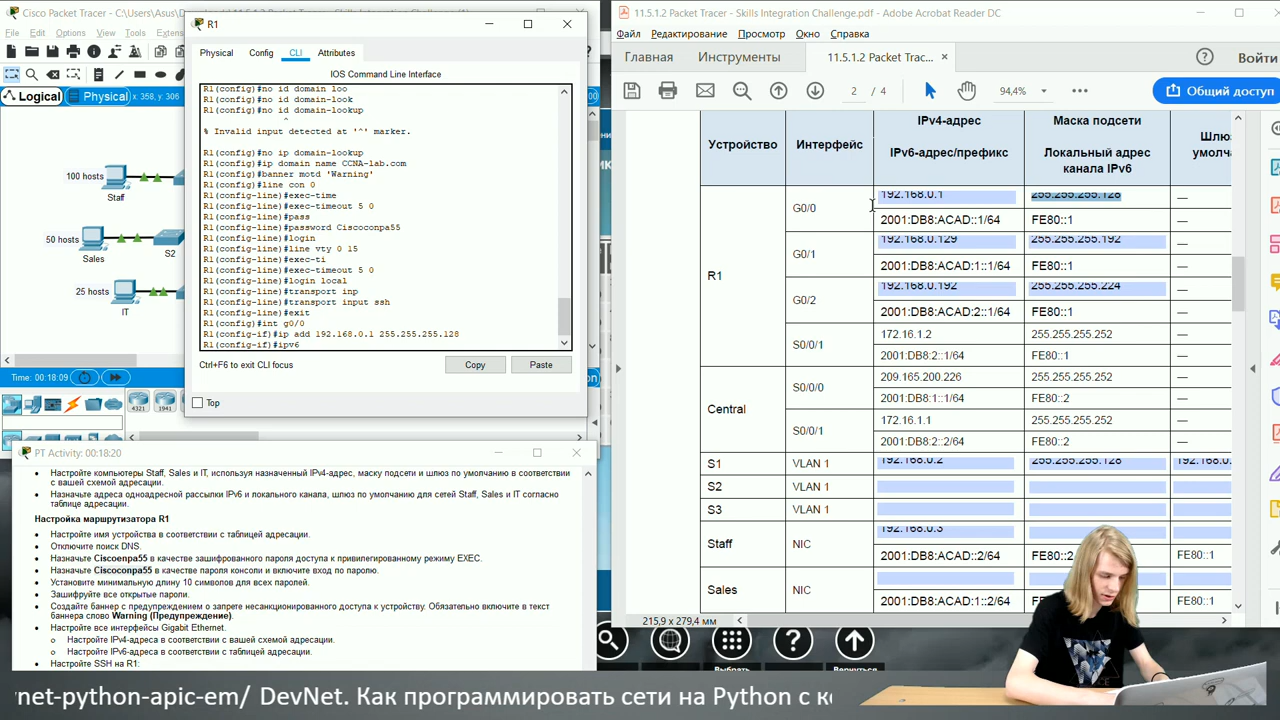 Cisco Packet Tracer - C:\Users\Asus\D
R1
11.5.1.2 Packet Tracer - Skills Integration Challenge.pdf - Adobe Acrobat Reader DC
File Edit Options View Tools Exten
Файл Редактирование Просмотр Окно Справка
Physical Config CLI Attributes
Главная Инструменты 11.5.1.2 Packet Trac... × Войти
IOS Command Line Interface
2 / 4 94,4% Общий доступ
Logical Physical x: 358, y: 306
R1(config)#no id domain loo
R1(config)#no id domain-look
R1(config)#no id domain-lookup
^
% Invalid input detected at '^' marker.
R1(config)#no ip domain-lookup
R1(config)#ip domain name CCNA-lab.com
R1(config)#banner motd 'Warning'
R1(config)#line con 0
R1(config-line)#exec-time
R1(config-line)#exec-timeout 5 0
R1(config-line)#pass
R1(config-line)#password Ciscoconpa55
R1(config-line)#login
R1(config-line)#line vty 0 15
R1(config-line)#exec-ti
R1(config-line)#exec-timeout 5 0
R1(config-line)#login local
R1(config-line)#transport inp
R1(config-line)#transport input ssh
R1(config-line)#exit
R1(config)#int g0/0
R1(config-if)#ip add 192.168.0.1 255.255.255.128
R1(config-if)#ipv6
Ctrl+F6 to exit CLI focus
Copy Paste
Top
100 hosts
Staff
50 hosts
Sales
S2
25 hosts
IT
Time: 00:18:09
4321 1941
Устройство Интерфейс IPv4-адрес Маска подсети
IPv6-адрес/префикс Локальный адрес канала IPv6
R1 G0/0 192.168.0.1 255.255.255.128 —
2001:DB8:ACAD::1/64 FE80::1
G0/1 192.168.0.129 255.255.255.192 —
2001:DB8:ACAD:1::1/64 FE80::1 —
G0/2 192.168.0.192 255.255.255.224 —
2001:DB8:ACAD:2::1/64 FE80::1 —
S0/0/1 172.16.1.2 255.255.255.252 —
2001:DB8:2::1/64 FE80::1 —
Central S0/0/0 209.165.200.226 255.255.255.252 —
2001:DB8:1::1/64 FE80::2 —
S0/0/1 172.16.1.1 255.255.255.252 —
2001:DB8:2::2/64 FE80::2 —
S1 VLAN 1 192.168.0.2 255.255.255.128 192.168.0.
S2 VLAN 1
S3 VLAN 1
Staff NIC 192.168.0.3
2001:DB8:ACAD::2/64 FE80::2 FE80::1
Sales NIC
2001:DB8:ACAD:1::2/64 FE80::2 FE80::1
215,9 x 279,4 мм
PT Activity: 00:18:20
Настройте компьютеры Staff, Sales и IT, используя назначенный IPv4-адрес, маску подсети и шлюз по умолчанию в соответствии
с вашей схемой адресации.
Назначьте адреса одноадресной рассылки IPv6 и локального канала, шлюз по умолчанию для сетей Staff, Sales и IT согласно
таблице адресации.
Настройка маршрутизатора R1
Настройте имя устройства в соответствии с таблицей адресации.
Отключите поиск DNS.
Назначьте Ciscoenpa55 в качестве зашифрованного пароля доступа к привилегированному режиму EXEC.
Назначьте Ciscoconpa55 в качестве пароля консоли и включите вход по паролю.
Установите минимальную длину 10 символов для всех паролей.
Зашифруйте все открытые пароли.
Создайте баннер с предупреждением о запрете несанкционированного доступа к устройству. Обязательно включите в текст
баннера слово Warning (Предупреждение).
Настройте все интерфейсы Gigabit Ethernet.
Настройте IPv4-адреса в соответствии с вашей схемой адресации.
Настройте IPv6-адреса в соответствии с таблицей адресации.
Настройте SSH на R1:
Выбрать Вернуться
net-python-apic-em/ DevNet. Как программировать сети на Python с к